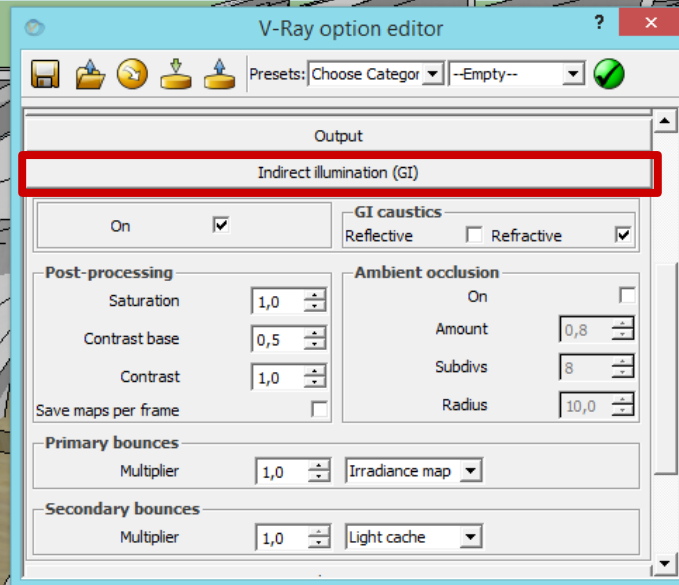 V-Ray option editor ?
Presets: Choose Categor --Empty--
Output
Indirect illumination (GI)
On
GI caustics
Reflective Refractive
Post-processing
Saturation 1,0
Contrast base 0,5
Contrast 1,0
Save maps per frame
Ambient occlusion
On
Amount 0,8
Subdivs 8
Radius 10,0
Primary bounces
Multiplier 1,0 Irradiance map
Secondary bounces
Multiplier 1,0 Light cache